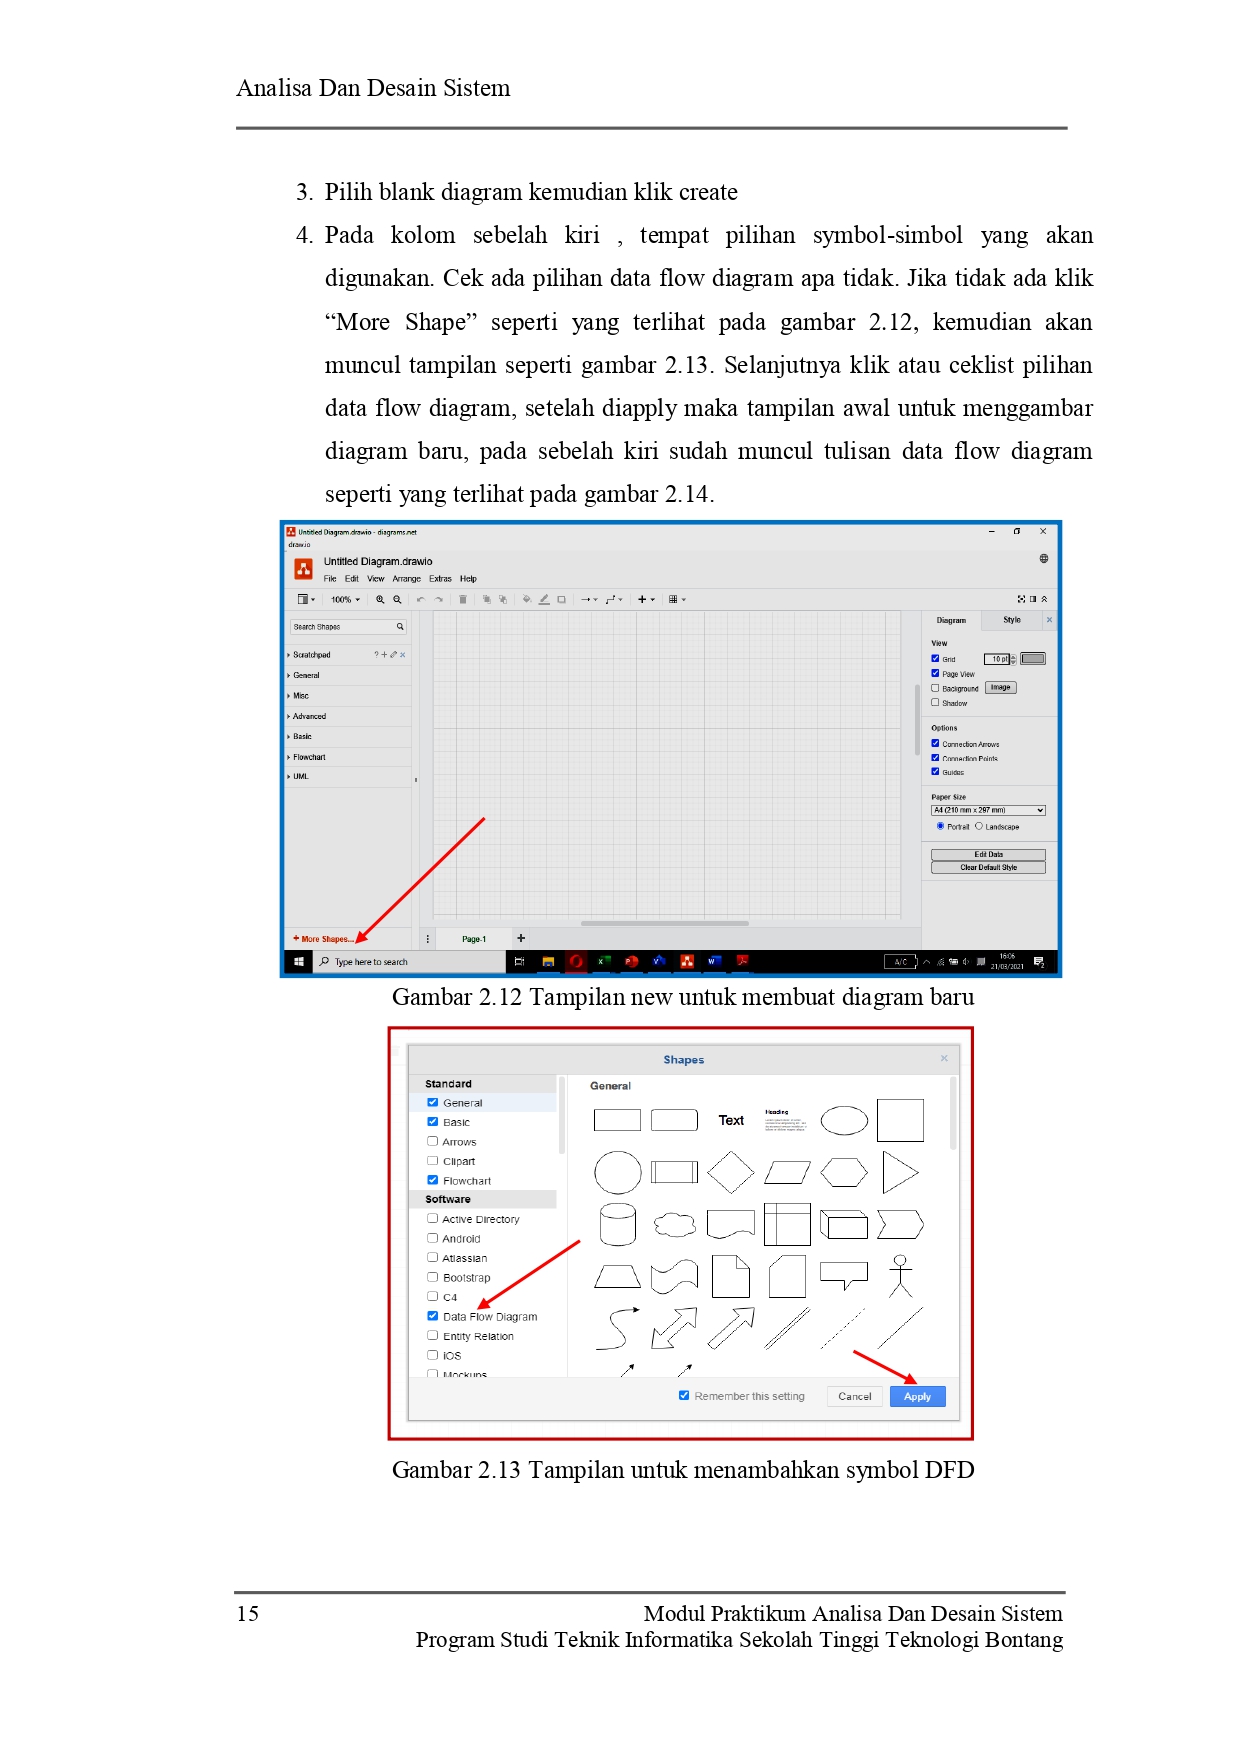 Analisa Dan Desain Sistem
3. Pilih blank diagram kemudian klik create
4. Pada kolom sebelah kiri , tempat pilihan symbol-simbol yang akan
digunakan. Cek ada pilihan data flow diagram apa tidak. Jika tidak ada klik
“More Shape” seperti yang terlihat pada gambar 2.12, kemudian akan
muncul tampilan seperti gambar 2.13. Selanjutnya klik atau ceklist pilihan
data flow diagram, setelah diapply maka tampilan awal untuk menggambar
diagram baru, pada sebelah kiri sudah muncul tulisan data flow diagram
seperti yang terlihat pada gambar 2.14.
Untitled Diagram.drawio - diagrams.net
draw.io
Untitled Diagram.drawio
File Edit View Arrange Extras Help
100%
Search Shapes
Scratchpad
General
Misc
Advanced
Basic
Flowchart
UML
+ More Shapes...
Page-1
Diagram Style
View
Grid 10 pt
Page View
Background Image
Shadow
Options
Connection Arrows
Connection Points
Guides
Paper Size
A4 (210 mm x 297 mm)
Portrait Landscape
Edit Data
Clear Default Style
Type here to search
A/C
16:06
21/03/2021
Gambar 2.12 Tampilan new untuk membuat diagram baru
Shapes
Standard
General
Basic
Arrows
Clipart
Flowchart
Software
Active Directory
Android
Atlassian
Bootstrap
C4
Data Flow Diagram
Entity Relation
iOS
Mockups
General
Text
Heading
Remember this setting
Cancel
Apply
Gambar 2.13 Tampilan untuk menambahkan symbol DFD
15 Modul Praktikum Analisa Dan Desain Sistem
Program Studi Teknik Informatika Sekolah Tinggi Teknologi Bontang